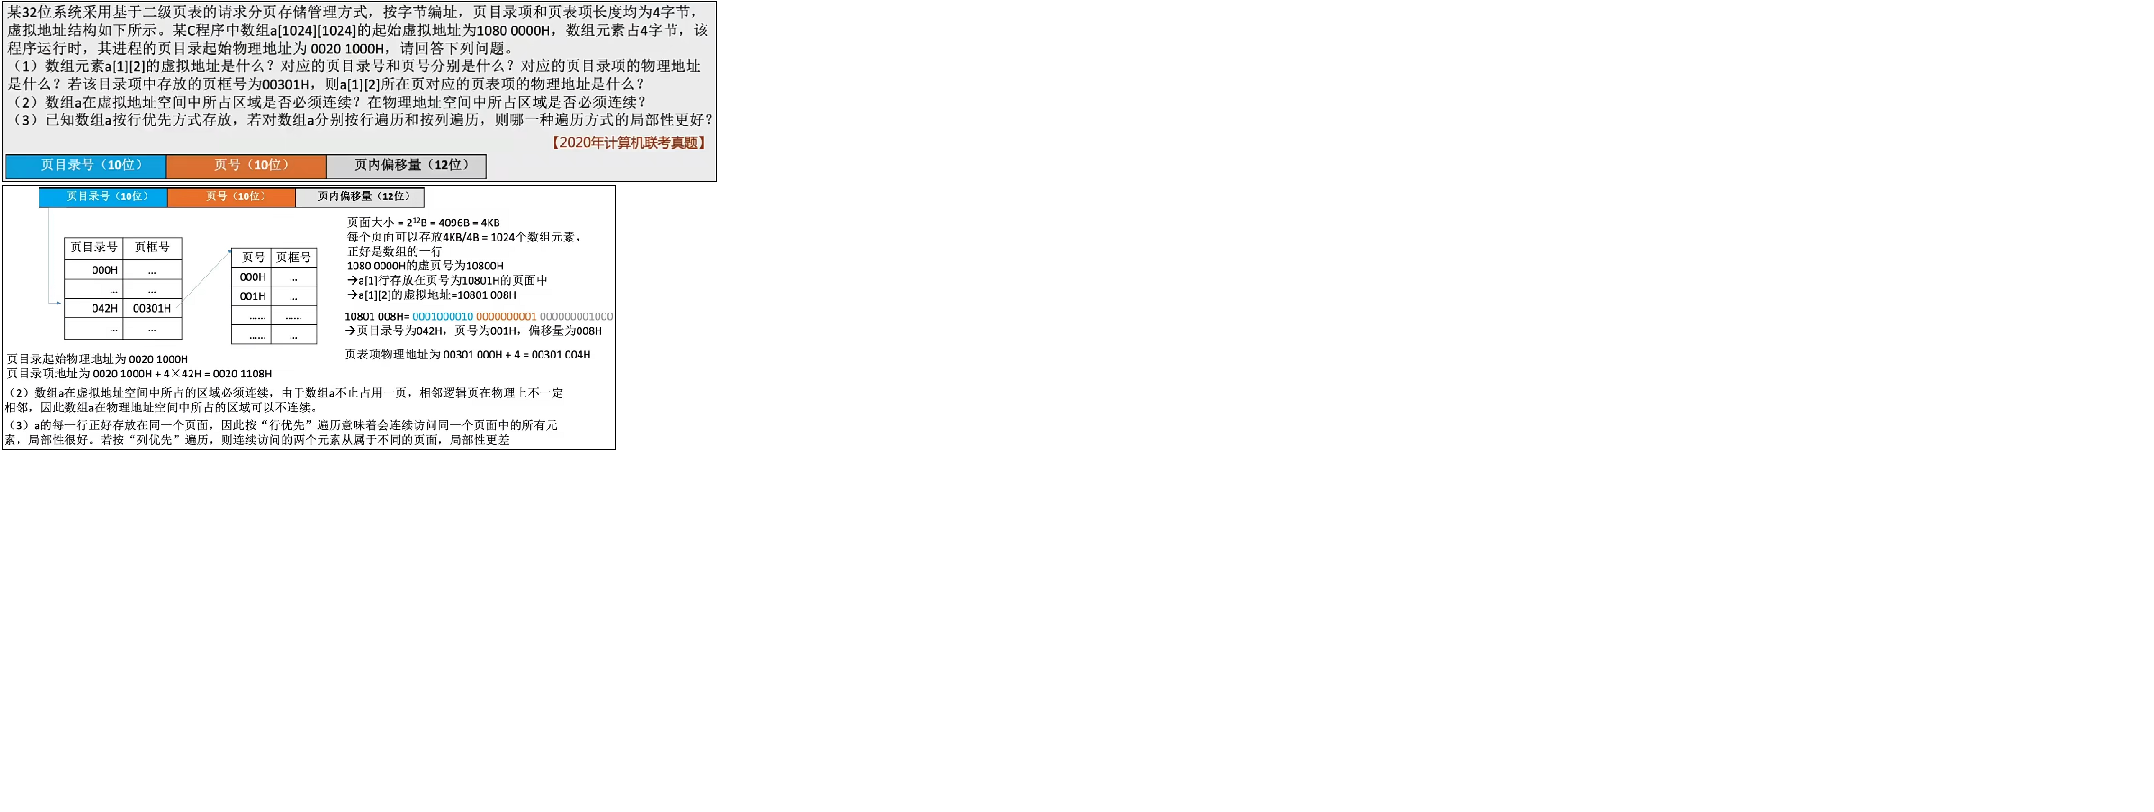 某32位系统采用基于二级页表的请求分页存储管理方式，按字节编址，页目录项和页表项长度均为4字节，
虚拟地址结构如下所示。某C程序中数组a[1024][1024]的起始虚拟地址为1080 0000H，数组元素占4字节，该
程序运行时，其进程的页目录起始物理地址为 0020 1000H，请回答下列问题。
（1）数组元素a[1][2]的虚拟地址是什么？对应的页目录号和页号分别是什么？对应的页目录项的物理地址
是什么？若该目录项中存放的页框号为00301H，则a[1][2]所在页对应的页表项的物理地址是什么？
（2）数组a在虚拟地址空间中所占区域是否必须连续？在物理地址空间中所占区域是否必须连续？
（3）已知数组a按行优先方式存放，若对数组a分别按行遍历和按列遍历，则哪一种遍历方式的局部性更好？
【2020年计算机联考真题】
页目录号（10位） 页号（10位） 页内偏移量（12位）
页目录号（10位） 页号（10位） 页内偏移量（12位）
页目录号 页框号
000H ...
... ...
042H 00301H
... ...
页号 页框号
000H ..
001H ..
...... ......
...... ..
页面大小 = 2¹²B = 4096B = 4KB
每个页面可以存放4KB/4B = 1024个数组元素，
正好是数组的一行
1080 0000H的虚页号为10800H
→a[1]行存放在页号为10801H的页面中
→a[1][2]的虚拟地址=10801 008H
10801 008H= 0001000010 0000000001 000000001000
→页目录号为042H，页号为001H，偏移量为008H
页表项物理地址为 00301 000H + 4 = 00301 004H
页目录起始物理地址为 0020 1000H
页目录项地址为 0020 1000H + 4×42H = 0020 1108H
（2）数组a在虚拟地址空间中所占的区域必须连续，由于数组a不止占用一页，相邻逻辑页在物理上不一定
相邻，因此数组a在物理地址空间中所占的区域可以不连续。
（3）a的每一行正好存放在同一个页面，因此按“行优先”遍历意味着会连续访问同一个页面中的所有元
素，局部性很好。若按“列优先”遍历，则连续访问的两个元素从属于不同的页面，局部性更差